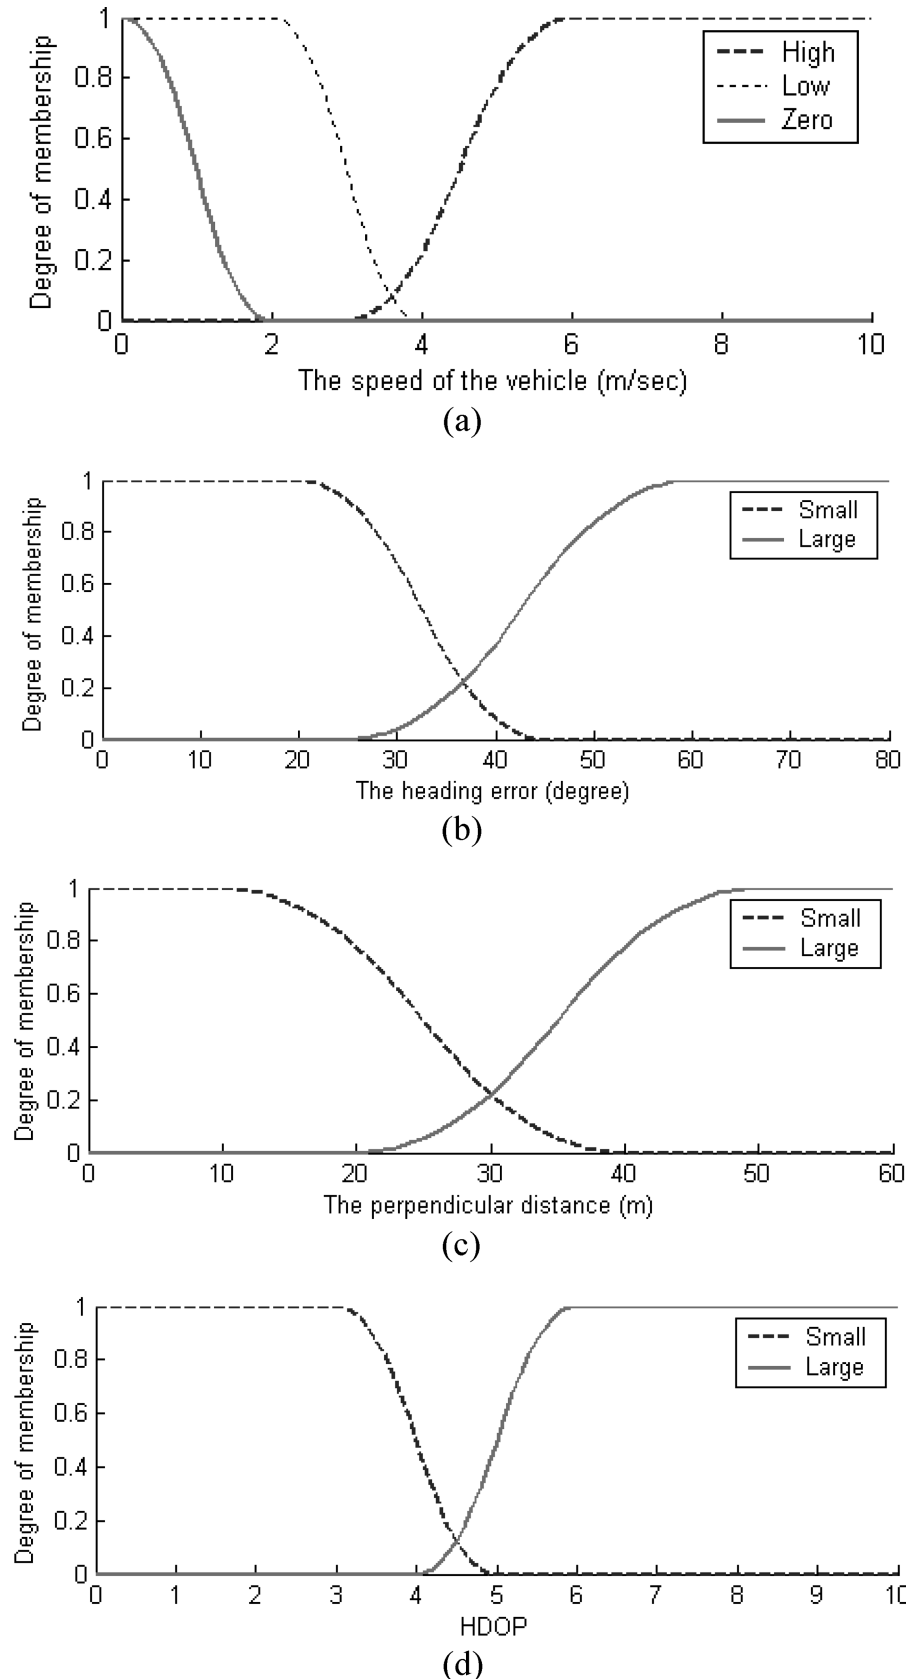 1
0.8
0.6
0.4
0.2
0
Degree of membership
High
Low
Zero
0 2 4 6 8 10
The speed of the vehicle (m/sec)
(a)
1
0.8
0.6
0.4
0.2
0
Degree of membership
Small
Large
0 10 20 30 40 50 60 70 80
The heading error (degree)
(b)
1
0.8
0.6
0.4
0.2
0
Degree of membership
Small
Large
0 10 20 30 40 50 60
The perpendicular distance (m)
(c)
1
0.8
0.6
0.4
0.2
0
Degree of membership
Small
Large
0 1 2 3 4 5 6 7 8 9 10
HDOP
(d)